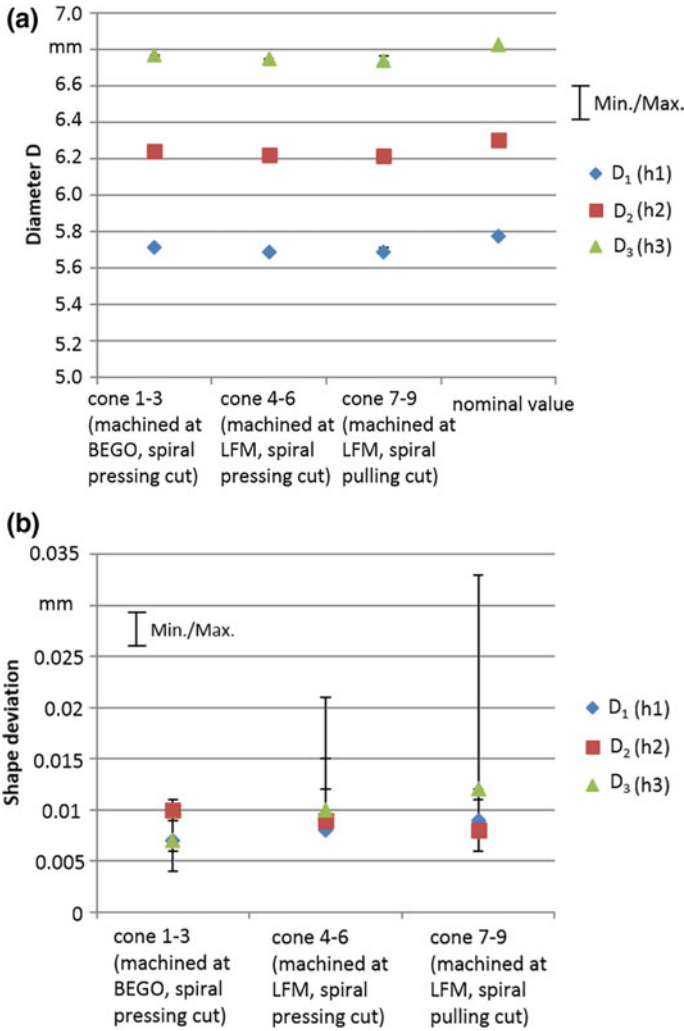 (a)
7.0
mm
6.6
6.4
6.2
6.0
5.8
5.6
5.4
5.2
5.0
Diameter D
Min./Max.
D₁ (h1)
D₂ (h2)
D₃ (h3)
cone 1-3
(machined at
BEGO, spiral
pressing cut)
cone 4-6
(machined at
LFM, spiral
pressing cut)
cone 7-9
(machined at
LFM, spiral
pulling cut)
nominal value
(b)
0.035
mm
0.025
0.02
0.015
0.010
0.005
0
Shape deviation
Min./Max.
D₁ (h1)
D₂ (h2)
D₃ (h3)
cone 1-3
(machined at
BEGO, spiral
pressing cut)
cone 4-6
(machined at
LFM, spiral
pressing cut)
cone 7-9
(machined at
LFM, spiral
pulling cut)